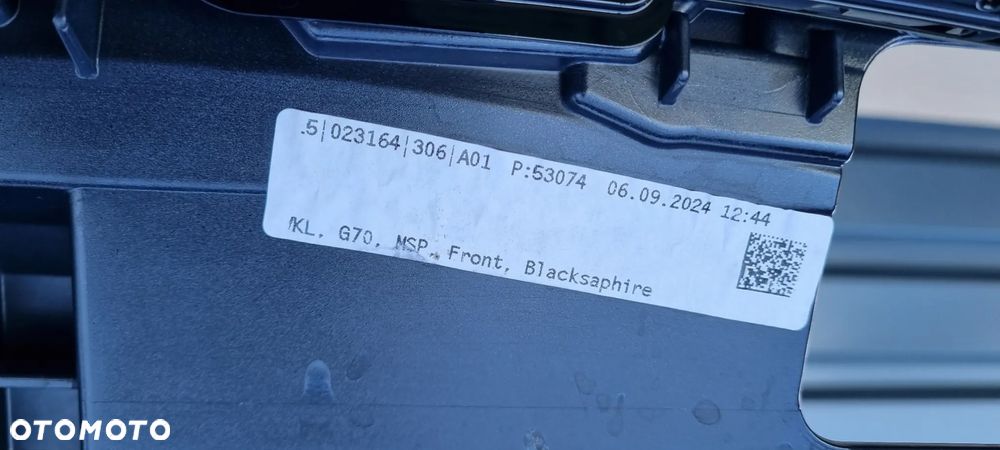 .5|023164|306|A01 P:53074 06.09.2024 12:44
KL, G70, MSP, Front, Blacksaphire
OTOMOTO